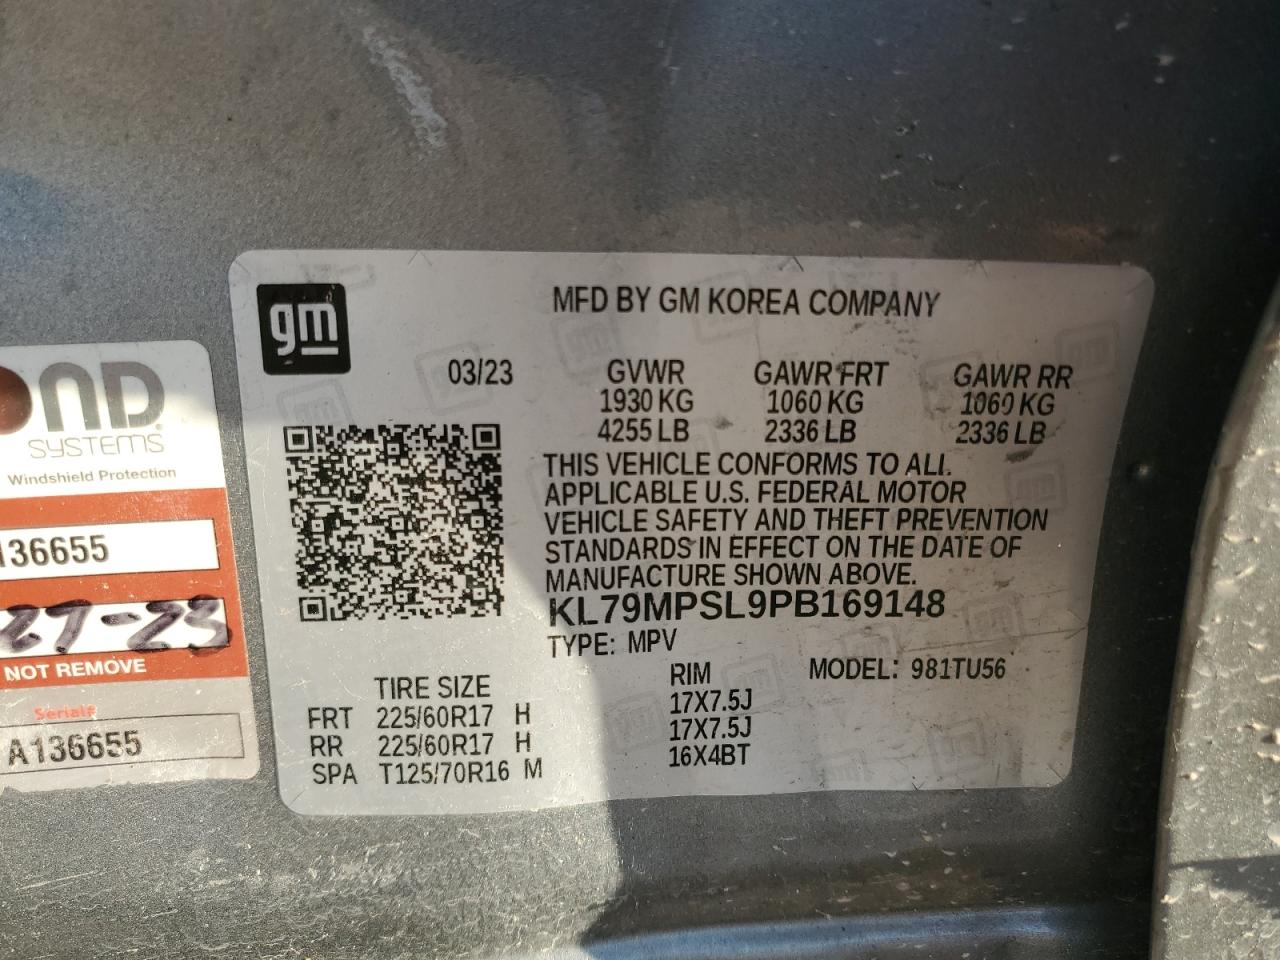 gm
MFD BY GM KOREA COMPANY
03/23 GVWR GAWR FRT GAWR RR
1930 KG 1060 KG 1060 KG
4255 LB 2336 LB 2336 LB
THIS VEHICLE CONFORMS TO ALL
APPLICABLE U.S. FEDERAL MOTOR
VEHICLE SAFETY AND THEFT PREVENTION
STANDARDS IN EFFECT ON THE DATE OF
MANUFACTURE SHOWN ABOVE.
KL79MPSL9PB169148
TYPE: MPV
RIM MODEL: 981TU56
TIRE SIZE
FRT 225/60R17 H 17X7.5J
RR 225/60R17 H 17X7.5J
SPA T125/70R16 M 16X4BT
OND
SYSTEMS
Windshield Protection
136655
27-23
NOT REMOVE
Serial#
A136655